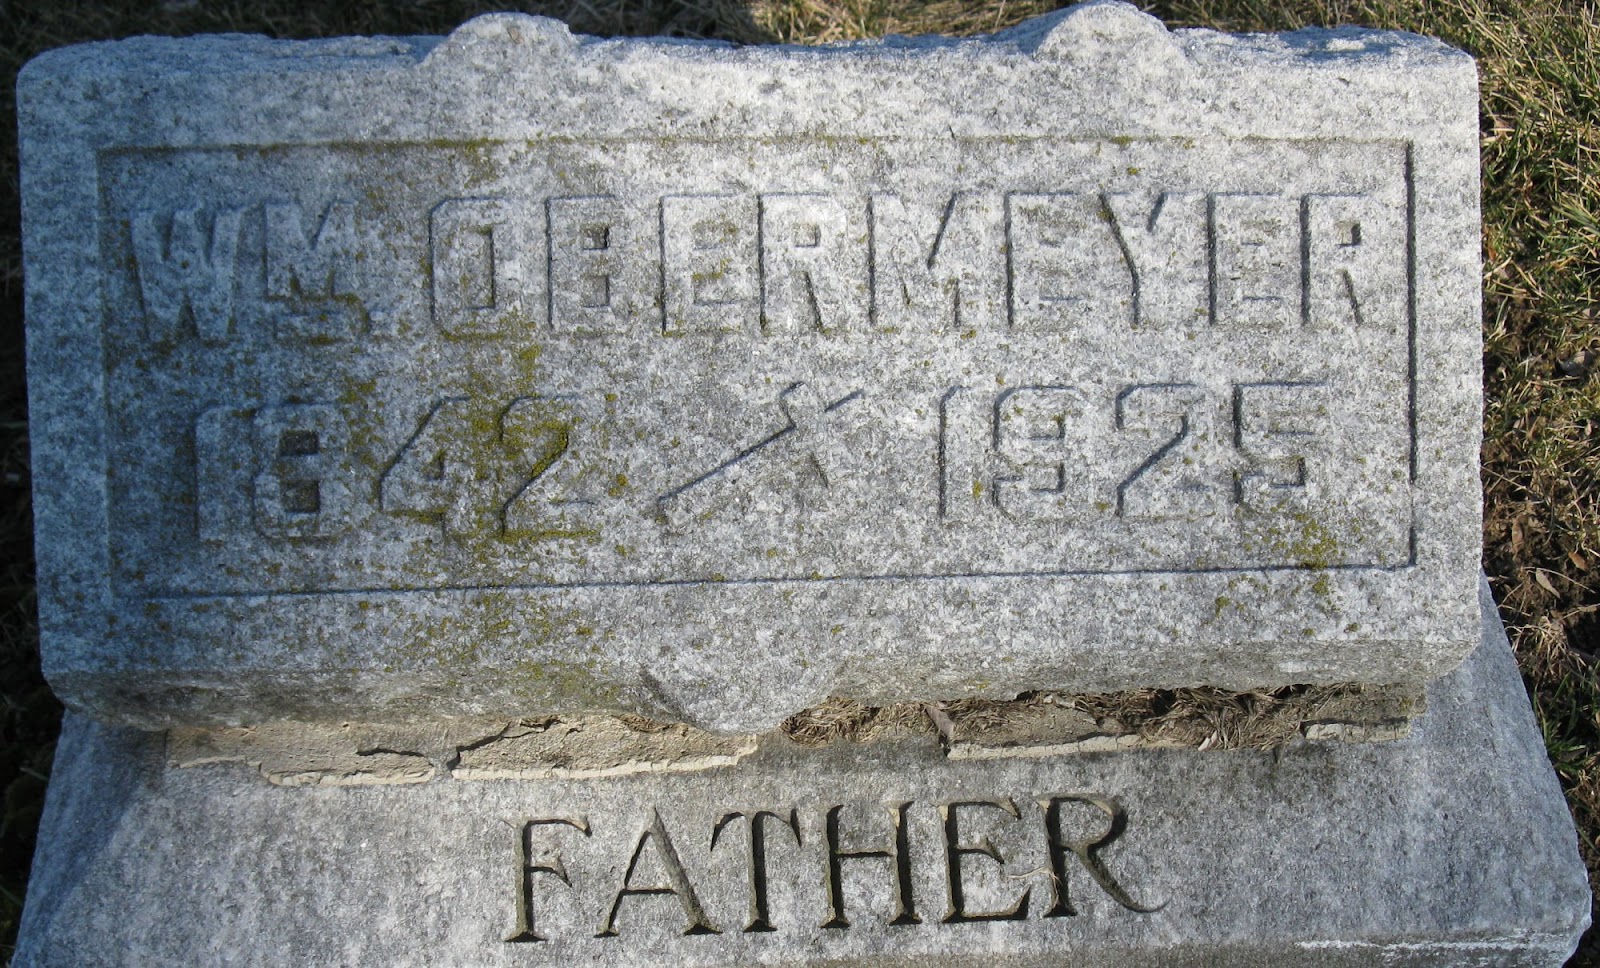 WM. OBERMEYER
1842 1925
FATHER